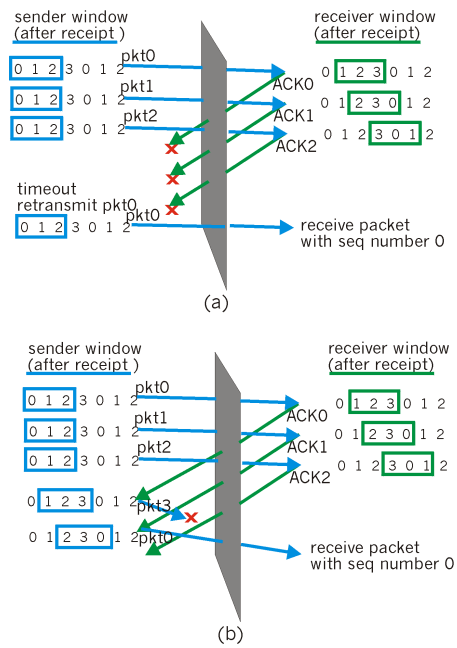 sender window
(after receipt )
receiver window
(after receipt)
pkt0
0 1 2 3 0 1 2
0 1 2 3 0 1 2
ACK0
pkt1
0 1 2 3 0 1 2
0 1 2 3 0 1 2
ACK1
pkt2
0 1 2 3 0 1 2
0 1 2 3 0 1 2
ACK2
timeout
retransmit pkt0
pkt0
0 1 2 3 0 1 2
receive packet
with seq number 0
(a)
sender window
(after receipt )
receiver window
(after receipt)
pkt0
0 1 2 3 0 1 2
0 1 2 3 0 1 2
ACK0
pkt1
0 1 2 3 0 1 2
0 1 2 3 0 1 2
ACK1
pkt2
0 1 2 3 0 1 2
0 1 2 3 0 1 2
ACK2
0 1 2 3 0 1 2
pkt3
0 1 2 3 0 1 2
pkt0
receive packet
with seq number 0
(b)